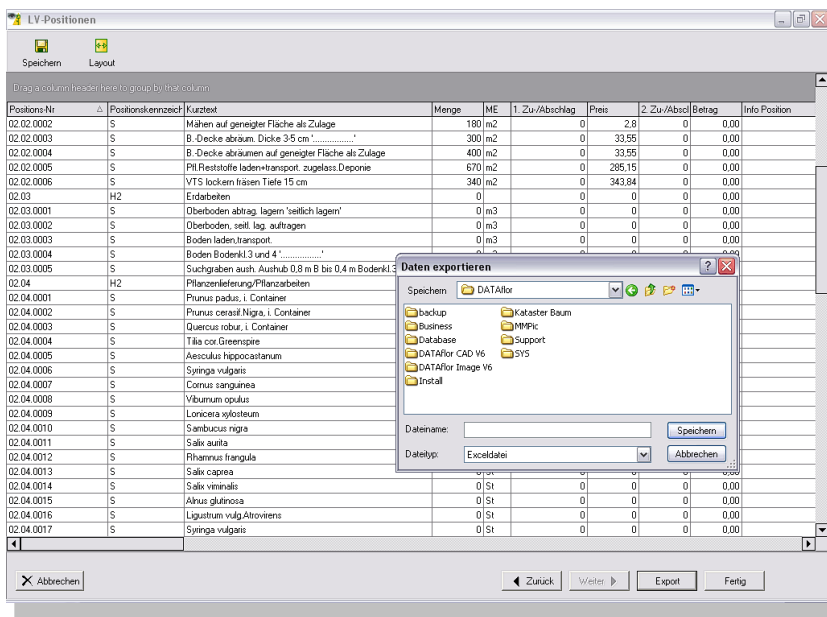 LV-Positionen
Speichern Layout
Drag a column header here to group by that column
Positions-Nr Positionskennzeich Kurztext Menge ME 1. Zu-/Abschlag Preis 2. Zu-/Abscl Betrag Info Position
02.02.0002 S Mähen auf geneigter Fläche als Zulage 180 m2 0 2,8 0 0,00
02.02.0003 S B.-Decke abräum. Dicke 3-5 cm '.................' 300 m2 0 33,55 0 0,00
02.02.0004 S B.-Decke abräumen auf geneigter Fläche als Zulage 400 m2 0 33,55 0 0,00
02.02.0005 S Pfl.Reststoffe laden+transport. zugelass.Deponie 670 m2 0 285,15 0 0,00
02.02.0006 S VTS lockern fräsen Tiefe 15 cm 340 m2 0 343,84 0 0,00
02.03 H2 Erdarbeiten 0 0 0 0 0,00
02.03.0001 S Oberboden abtrag. lagern 'seitlich lagern' 0 m3 0 0 0 0,00
02.03.0002 S Oberboden, seitl. lag. auftragen 0 m3 0 0 0 0,00
02.03.0003 S Boden laden,transport. 0 m3 0 0 0 0,00
02.03.0004 S Boden Bodenkl.3 und 4 '.................'
02.03.0005 S Suchgraben aush. Aushub 0,8 m B bis 0,4 m Bodenkl.3
02.04 H2 Pflanzenlieferung/Pflanzarbeiten
02.04.0001 S Prunus padus, i. Container
02.04.0002 S Prunus cerasif.Nigra, i. Container
02.04.0003 S Quercus robur, i. Container
02.04.0004 S Tilia cor.Greenspire
02.04.0005 S Aesculus hippocastanum
02.04.0006 S Syringa vulgaris
02.04.0007 S Cornus sanguinea
02.04.0008 S Viburnum opulus
02.04.0009 S Lonicera xylosteum
02.04.0010 S Sambucus nigra
02.04.0011 S Salix aurita
02.04.0012 S Rhamnus frangula
02.04.0013 S Salix caprea
02.04.0014 S Salix viminalis 0 St 0 0 0 0,00
02.04.0015 S Alnus glutinosa 0 St 0 0 0 0,00
02.04.0016 S Ligustrum vulg.Atrovirens 0 St 0 0 0 0,00
02.04.0017 S Syringa vulgaris 0 St 0 0 0 0,00
Daten exportieren
Speichern DATAflor
backup Kataster Baum
Business MMPic
Database Support
DATAflor CAD V6 SYS
DATAflor Image V6
Install
Dateiname: Speichern
Dateityp: Exceldatei Abbrechen
Abbrechen Zurück Weiter Export Fertig